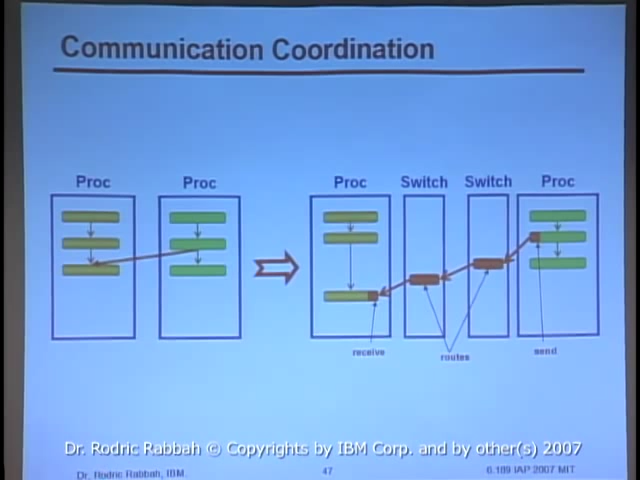 Communication Coordination
Proc Proc Proc Switch Switch Proc
receive routes send
Dr. Rodric Rabbah © Copyrights by IBM Corp. and by other(s) 2007
Dr. Rodric Rabbah, IBM. 47 6.189 IAP 2007 MIT